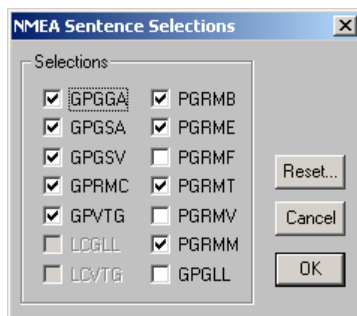 NMEA Sentence Selections
Selections
GPGGA PGRMB
GPGSA PGRME
GPGSV PGRMF
GPRMC PGRMT
GPVTG PGRMV
LCGLL PGRMM
LCVTG GPGLL
Reset...
Cancel
OK